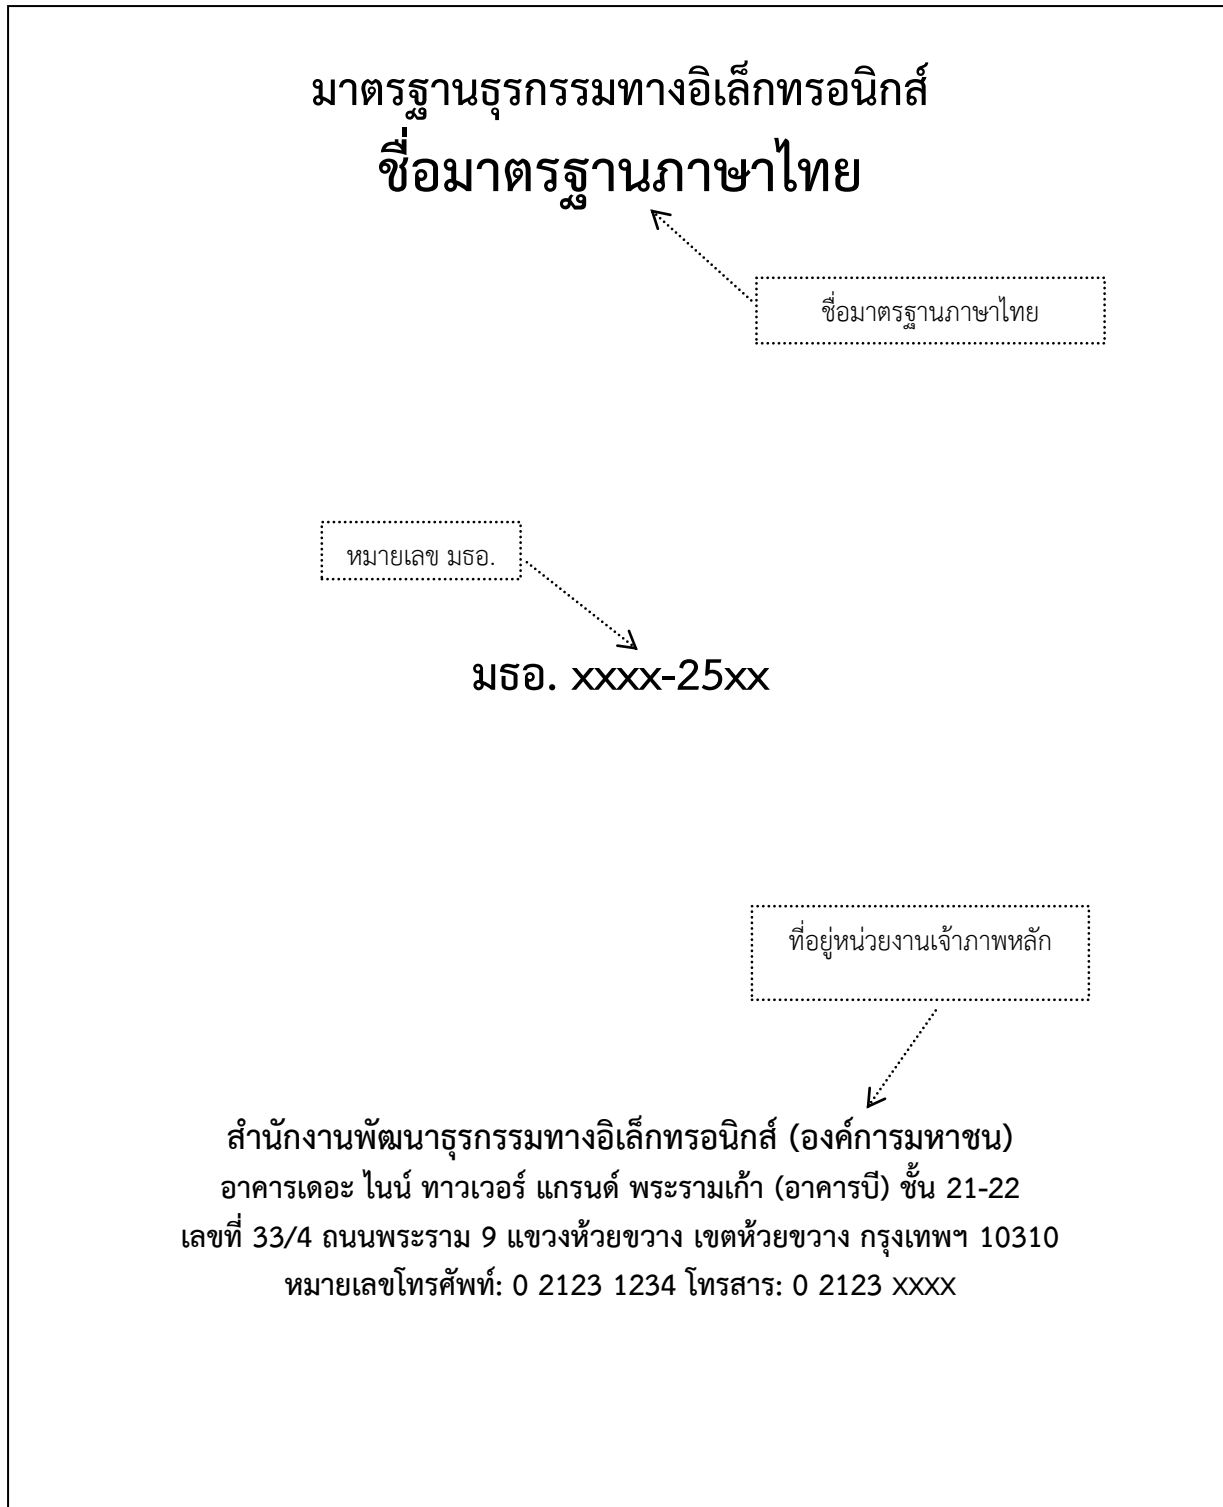 มาตรฐานธุรกรรมทางอิเล็กทรอนิกส์
ชื่อมาตรฐานภาษาไทย
ชื่อมาตรฐานภาษาไทย
หมายเลข มธอ.
มธอ. xxxx-25xx
ที่อยู่หน่วยงานเจ้าภาพหลัก
สำนักงานพัฒนาธุรกรรมทางอิเล็กทรอนิกส์ (องค์การมหาชน)
อาคารเดอะ ไนน์ ทาวเวอร์ แกรนด์ พระรามเก้า (อาคารบี) ชั้น 21-22
เลขที่ 33/4 ถนนพระราม 9 แขวงห้วยขวาง เขตห้วยขวาง กรุงเทพฯ 10310
หมายเลขโทรศัพท์: 0 2123 1234 โทรสาร: 0 2123 xxxx